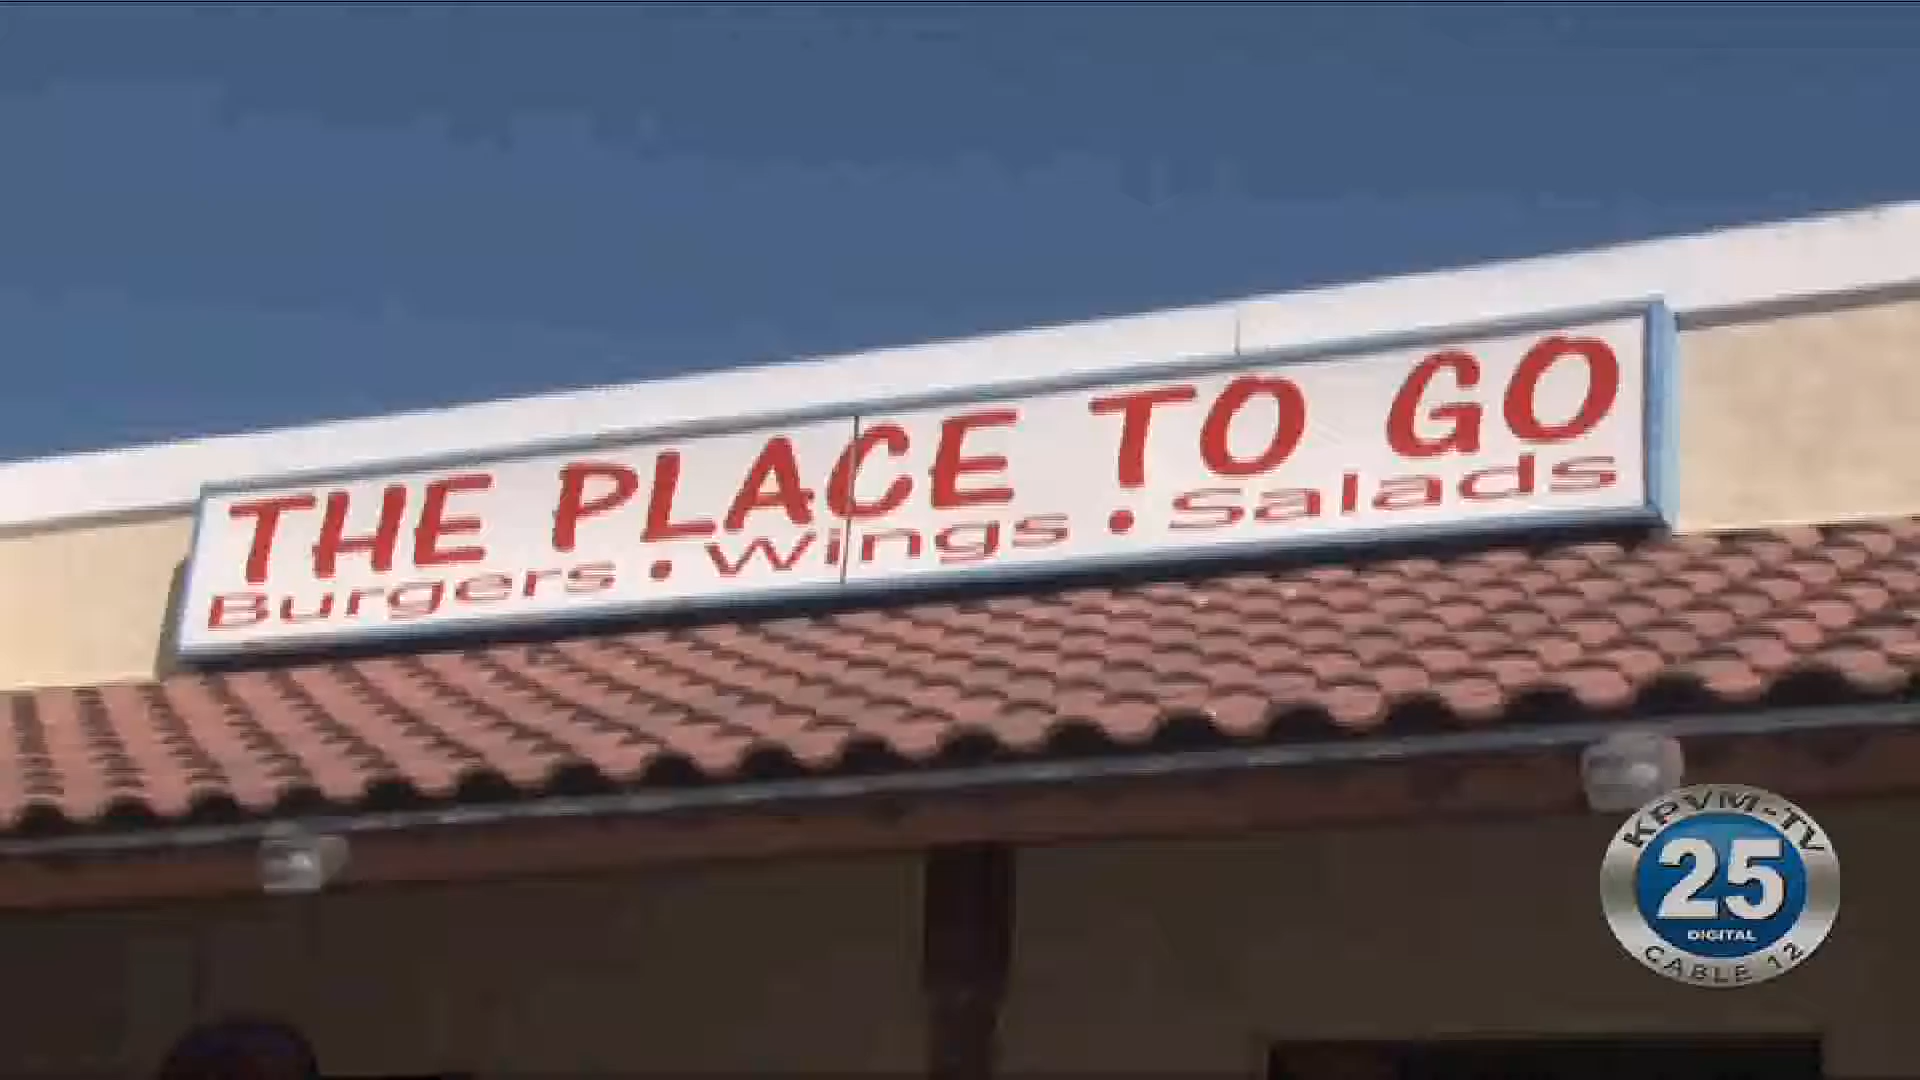 THE PLACE TO GO
Burgers • Wings • Salads
KPVM-TV
25
DIGITAL
CABLE 12